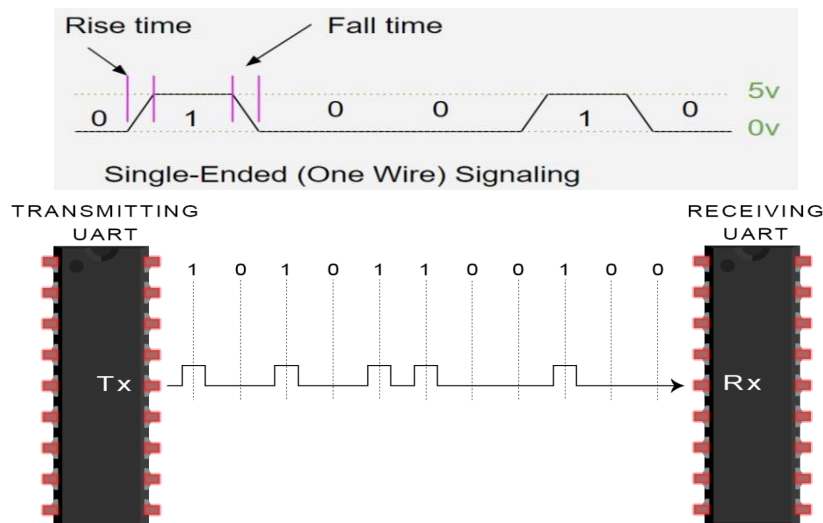 Rise time Fall time
5v
0 1 0 0 1 0
0v
Single-Ended (One Wire) Signaling
TRANSMITTING UART
RECEIVING UART
1 0 1 0 1 1 0 0 1 0 0
Tx
Rx